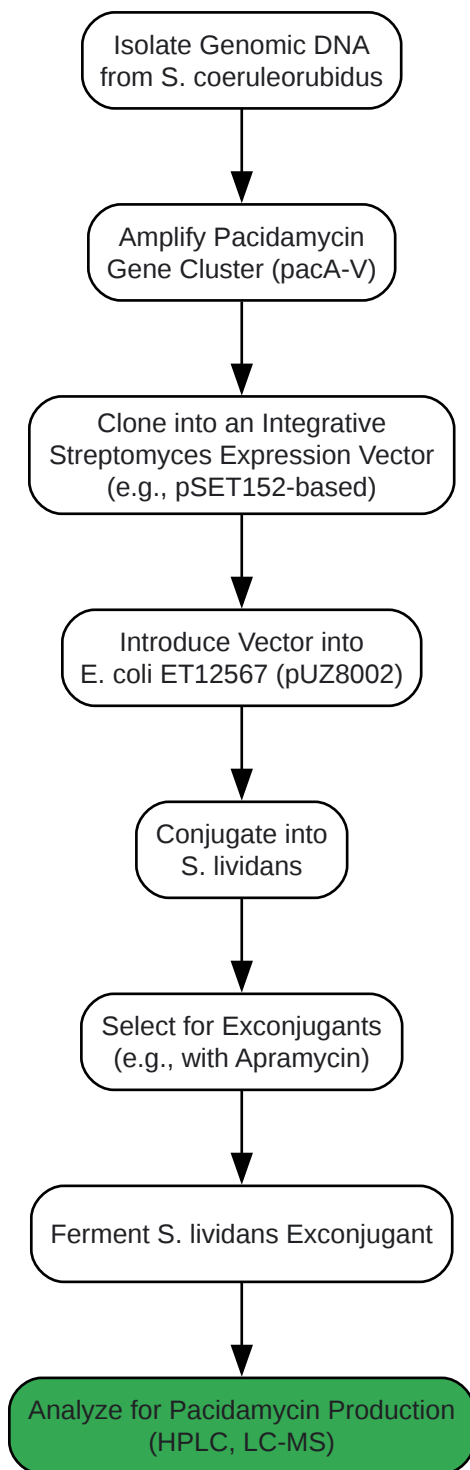 Isolate Genomic DNA
from S. coeruleorubidus
Amplify Pacidamycin
Gene Cluster (pacA-V)
Clone into an Integrative
Streptomyces Expression Vector
(e.g., pSET152-based)
Introduce Vector into
E. coli ET12567 (pUZ8002)
Conjugate into
S. lividans
Select for Exconjugants
(e.g., with Apramycin)
Ferment S. lividans Exconjugant
Analyze for Pacidamycin Production
(HPLC, LC-MS)